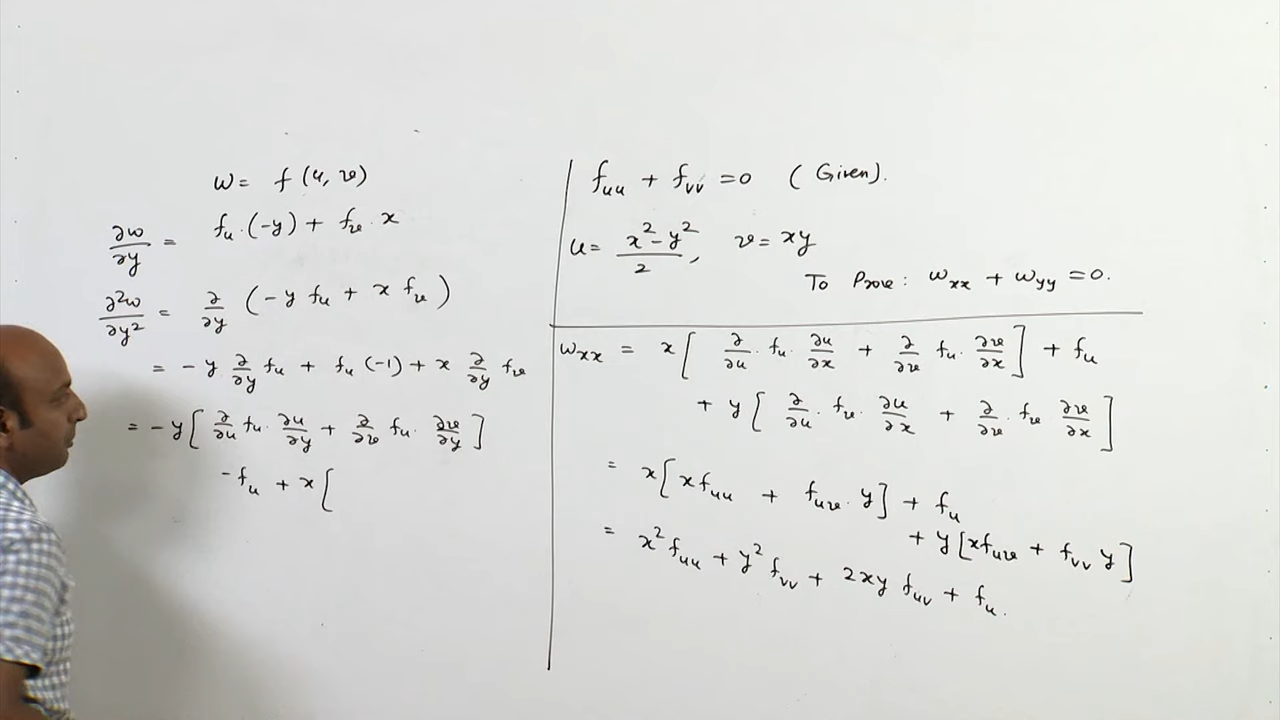 w = f(u, v)
∂w/∂y = f_u · (-y) + f_v · x
∂²w/∂y² = ∂/∂y (-y f_u + x f_v)
= -y ∂/∂y f_u + f_u (-1) + x ∂/∂y f_v
= -y [ ∂/∂u f_u · ∂u/∂y + ∂/∂v f_u · ∂v/∂y ]
-f_u + x [
f_uu + f_vv = 0 ( Given ).
u = (x² - y²)/2 , v = xy
To Prove : w_xx + w_yy = 0.
w_xx = x [ ∂/∂u · f_u · ∂u/∂x + ∂/∂v f_u · ∂v/∂x ] + f_u
+ y [ ∂/∂u · f_v · ∂u/∂x + ∂/∂v · f_v ∂v/∂x ]
= x [ x f_uu + f_uv · y ] + f_u
+ y [ x f_uv + f_vv y ]
= x² f_uu + y² f_vv + 2xy f_uv + f_u .